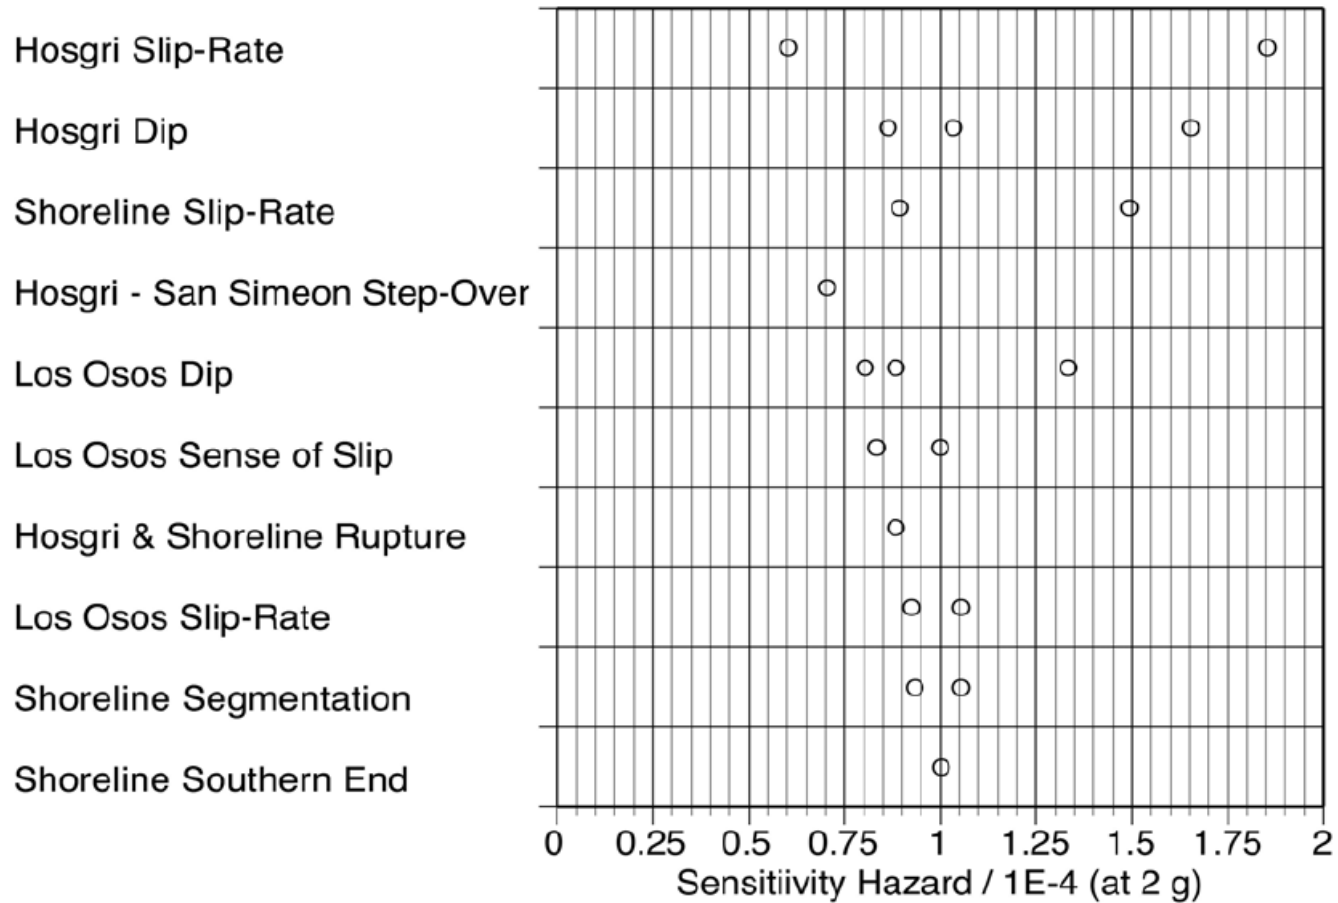 Hosgri Slip-Rate
Hosgri Dip
Shoreline Slip-Rate
Hosgri - San Simeon Step-Over
Los Osos Dip
Los Osos Sense of Slip
Hosgri & Shoreline Rupture
Los Osos Slip-Rate
Shoreline Segmentation
Shoreline Southern End
0 0.25 0.5 0.75 1 1.25 1.5 1.75 2
Sensitiivity Hazard / 1E-4 (at 2 g)